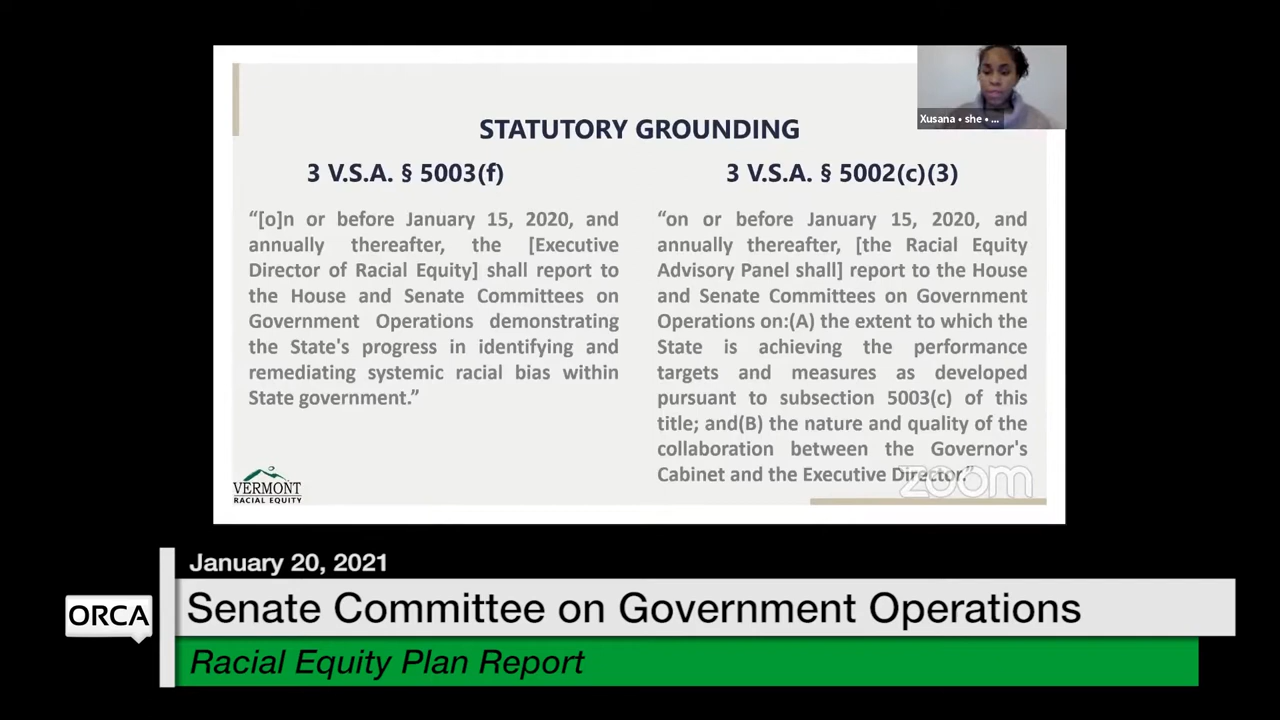 STATUTORY GROUNDING
Xusana • she • ...
3 V.S.A. § 5003(f)
“[o]n or before January 15, 2020, and
annually thereafter, the [Executive
Director of Racial Equity] shall report to
the House and Senate Committees on
Government Operations demonstrating
the State's progress in identifying and
remediating systemic racial bias within
State government.”
3 V.S.A. § 5002(c)(3)
“on or before January 15, 2020, and
annually thereafter, [the Racial Equity
Advisory Panel shall] report to the House
and Senate Committees on Government
Operations on:(A) the extent to which the
State is achieving the performance
targets and measures as developed
pursuant to subsection 5003(c) of this
title; and(B) the nature and quality of the
collaboration between the Governor's
Cabinet and the Executive Director.”
zoom
VERMONT
RACIAL EQUITY
January 20, 2021
ORCA
Senate Committee on Government Operations
Racial Equity Plan Report